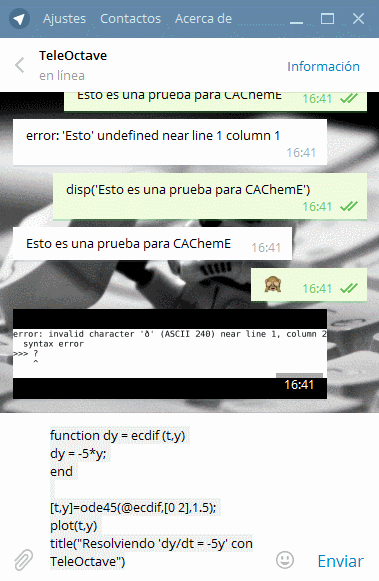 Ajustes Contactos Acerca de
TeleOctave
en línea
Información
Esto es una prueba para CAChemE
16:41
error: 'Esto' undefined near line 1 column 1
16:41
disp('Esto es una prueba para CAChemE')
16:41
Esto es una prueba para CAChemE 16:41
16:41
error: invalid character 'ð' (ASCII 240) near line 1, column 2
syntax error
>>> ?
^
16:41
function dy = ecdif (t,y)
dy = -5*y;
end
[t,y]=ode45(@ecdif,[0 2],1.5);
plot(t,y)
title("Resolviendo 'dy/dt = -5y' con
TeleOctave")
Enviar